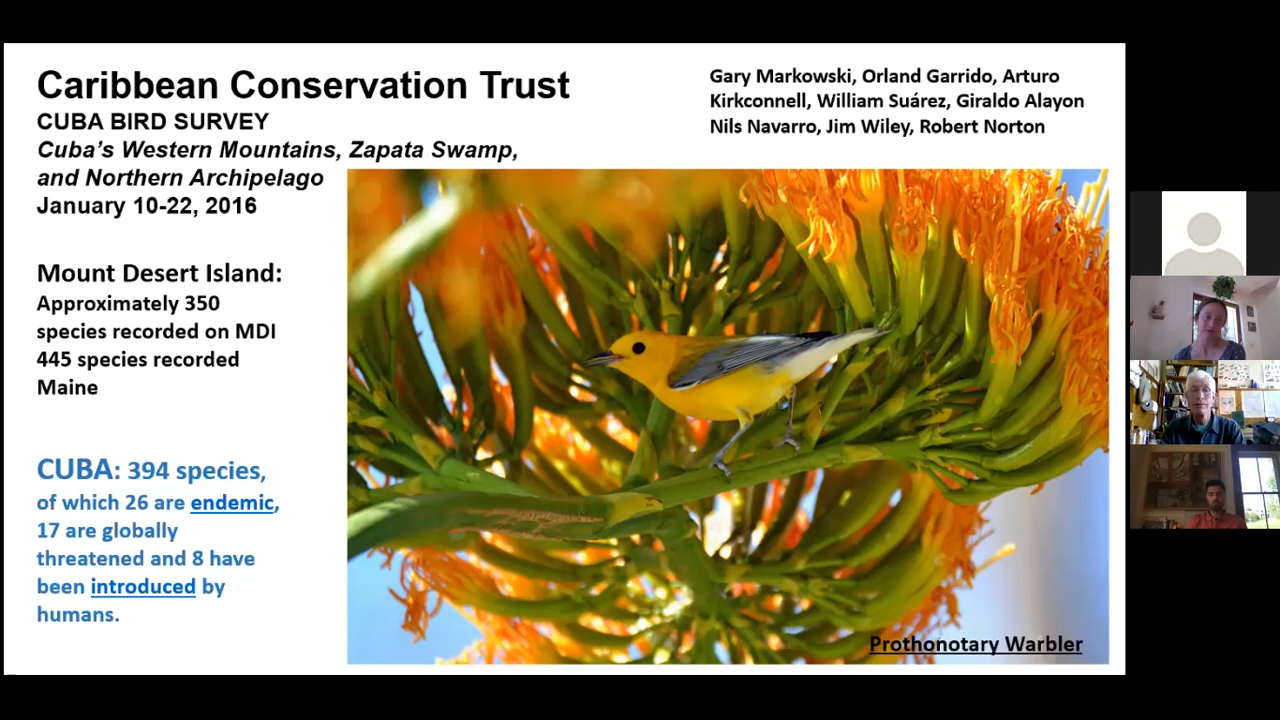 Caribbean Conservation Trust
CUBA BIRD SURVEY
Cuba’s Western Mountains, Zapata Swamp,
and Northern Archipelago
January 10-22, 2016
Gary Markowski, Orland Garrido, Arturo
Kirkconnell, William Suárez, Giraldo Alayon
Nils Navarro, Jim Wiley, Robert Norton
Mount Desert Island:
Approximately 350
species recorded on MDI
445 species recorded
Maine
CUBA: 394 species,
of which 26 are endemic,
17 are globally
threatened and 8 have
been introduced by
humans.
Prothonotary Warbler